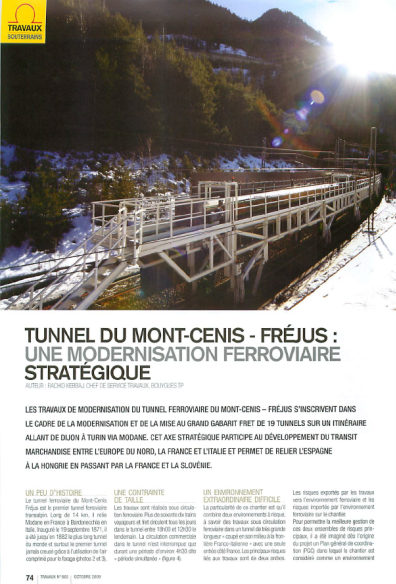 TRAVAUX
SOUTERRAINS
TUNNEL DU MONT-CENIS - FRÉJUS :
UNE MODERNISATION FERROVIAIRE
STRATÉGIQUE
AUTEUR : RACHID KEBBAJ, CHEF DE SERVICE TRAVAUX, BOUYGUES TP
LES TRAVAUX DE MODERNISATION DU TUNNEL FERROVIAIRE DU MONT-CENIS – FRÉJUS S'INSCRIVENT DANS
LE CADRE DE LA MODERNISATION ET DE LA MISE AU GRAND GABARIT FRET DE 19 TUNNELS SUR UN ITINÉRAIRE
ALLANT DE DIJON À TURIN VIA MODANE. CET AXE STRATÉGIQUE PARTICIPE AU DÉVELOPPEMENT DU TRANSIT
MARCHANDISE ENTRE L'EUROPE DU NORD, LA FRANCE ET L'ITALIE ET PERMET DE RELIER L'ESPAGNE
À LA HONGRIE EN PASSANT PAR LA FRANCE ET LA SLOVÉNIE.
UN PEU D'HISTOIRE
Le tunnel ferroviaire du Mont-Cenis
Fréjus est le premier tunnel ferroviaire
transalpin. Long de 14 km, il relie
Modane en France à Bardonecchia en
Italie. Inauguré le 19 septembre 1871, il
a été jusqu'en 1882 le plus long tunnel
du monde et surtout le premier tunnel
jamais creusé grâce à l'utilisation de l'air
comprimé pour le forage (photos 2 et 3).
UNE CONTRAINTE
DE TAILLE
Les travaux sont réalisés sous circula-
tion ferroviaire. Plus de soixante dix trains
voyageurs et fret circulent tous les jours
dans le tunnel entre 16h00 et 12h00 le
lendemain. La circulation commerciale
dans le tunnel n'est interrompue que
durant une période d'environ 4h00 dite
« période simultanée » (figure 4).
UN ENVIRONNEMENT
EXTRAORDINAIRE DIFFICILE
La particularité de ce chantier est qu'il
combine deux environnements à risque,
à savoir des travaux sous circulation
ferroviaire dans un tunnel de très grande
longueur – coupé en son milieu à la fron-
tière Franco-Italienne – avec une seule
entrée côté France. Les principaux risques
liés aux travaux sont de deux ordres.
Les risques exportés par les travaux
vers l'environnement ferroviaire et les
risques importés par l'environnement
ferroviaire sur le chantier.
Pour permettre la meilleure gestion de
ces deux ensembles de risques prin-
cipaux, il a été imaginé dès l'origine
du projet un Plan général de coordina-
tion (PGC) dans lequel le chantier est
considéré comme un environnement
74
TRAVAUX N° 863
OCTOBRE 2009